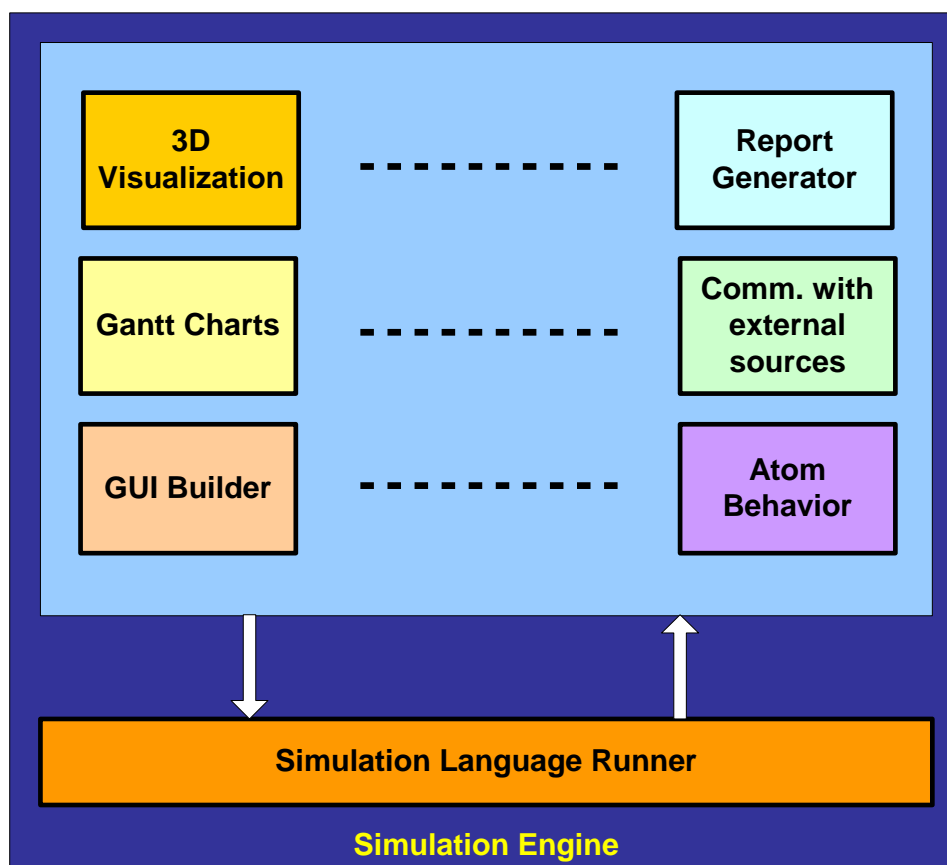 3D
Visualization
Report
Generator
Gantt Charts
Comm. with
external
sources
GUI Builder
Atom
Behavior
Simulation Language Runner
Simulation Engine